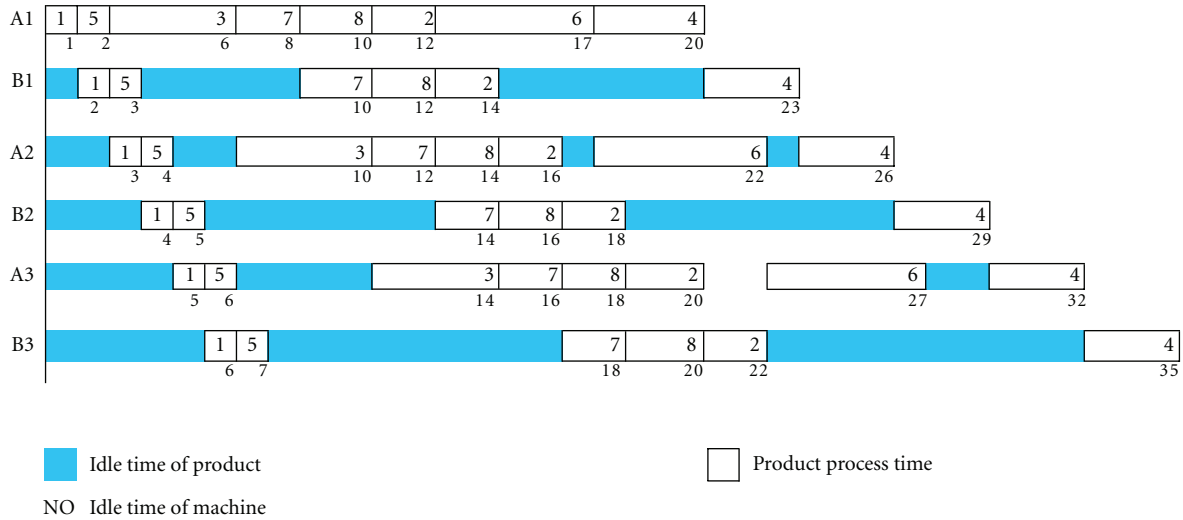 A1 1 5 3 7 8 2 6 4
1 2 6 8 10 12 17 20
B1 1 5 7 8 2 4
2 3 10 12 14 23
A2 1 5 3 7 8 2 6 4
3 4 10 12 14 16 22 26
B2 1 5 7 8 2 4
4 5 14 16 18 29
A3 1 5 3 7 8 2 6 4
5 6 14 16 18 20 27 32
B3 1 5 7 8 2 4
6 7 18 20 22 35
Idle time of product Product process time
NO Idle time of machine